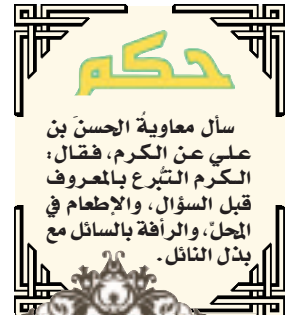 حكم
سأل معاويةُ الحسنَ بن
علي عن الكرم، فقال:
الكرم التبُرع بالمعروف
قبل السؤال، والإطعام في
المحلّ، والرأفة بالسائل مع
بذل النائل.